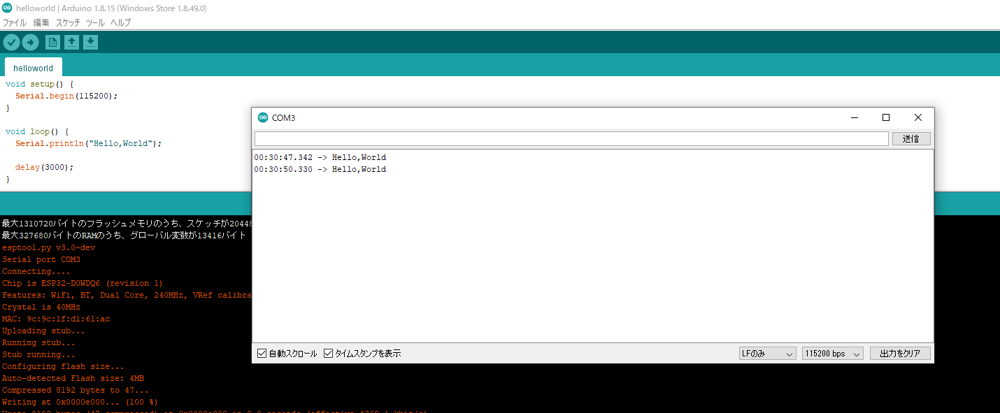 helloworld | Arduino 1.8.15 (Windows Store 1.8.49.0)
ファイル 編集 スケッチ ツール ヘルプ
helloworld
void setup() {
Serial.begin(115200);
}
void loop() {
Serial.println("Hello,World");
delay(3000);
}
COM3
送信
00:30:47.342 -> Hello,World
00:30:50.330 -> Hello,World
自動スクロール タイムスタンプを表示 LFのみ 115200 bps 出力をクリア
最大1310720バイトのフラッシュメモリのうち、スケッチが20448
最大327680バイトのRAMのうち、グローバル変数が13416バイト
esptool.py v3.0-dev
Serial port COM3
Connecting....
Chip is ESP32-D0WDQ6 (revision 1)
Features: WiFi, BT, Dual Core, 240MHz, VRef calibra
Crystal is 40MHz
MAC: 9c:9c:1f:d1:61:ac
Uploading stub...
Running stub...
Stub running...
Configuring flash size...
Auto-detected Flash size: 4MB
Compressed 8192 bytes to 47...
Writing at 0x0000e000... (100 %)